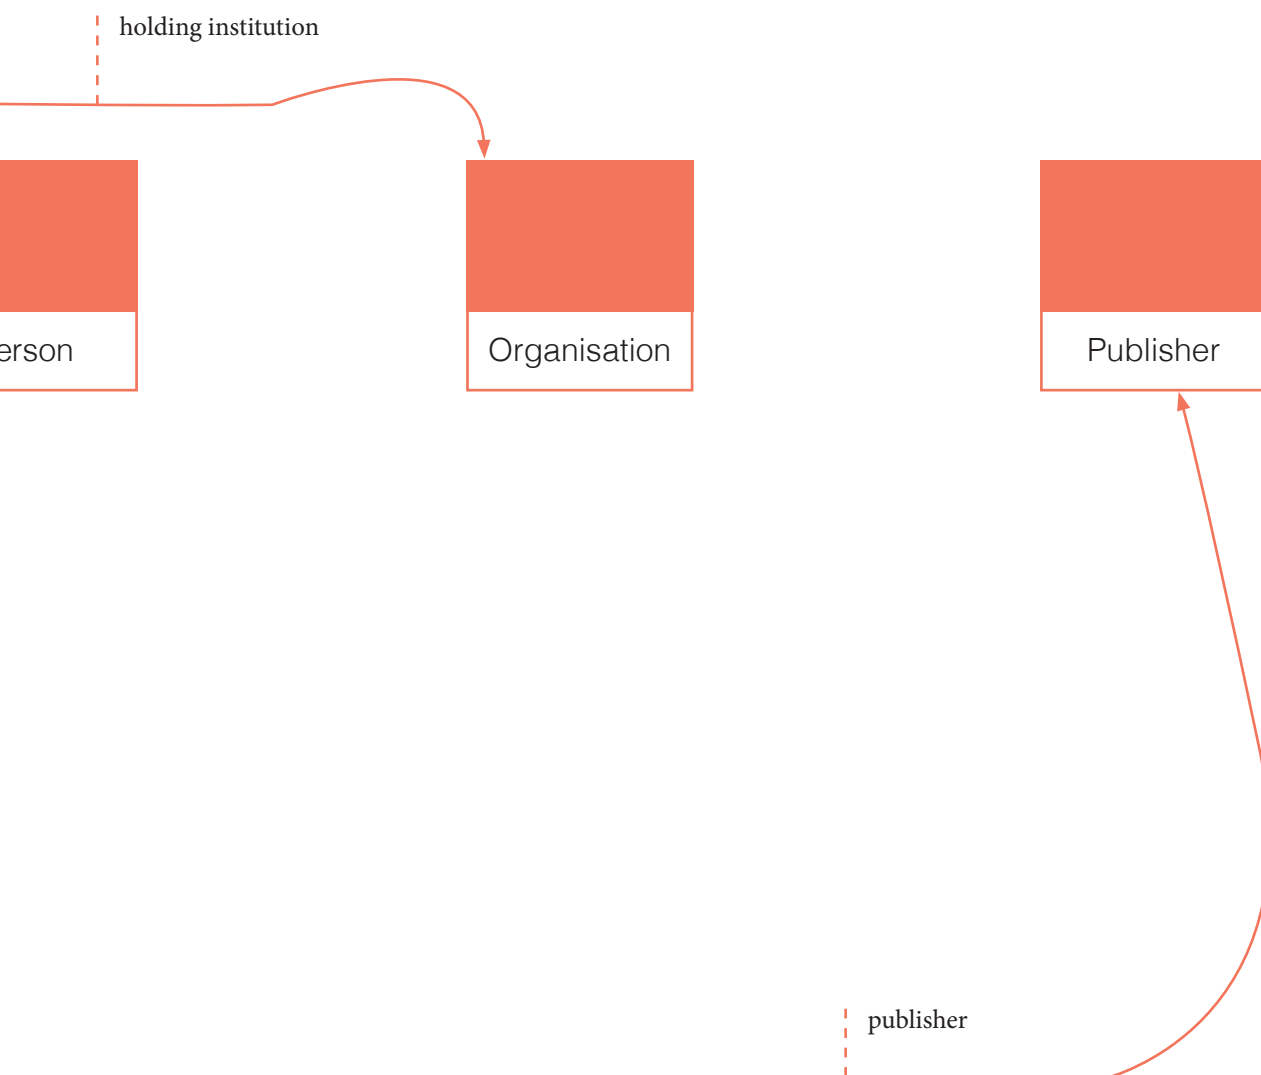 holding institution
erson
Organisation
Publisher
publisher